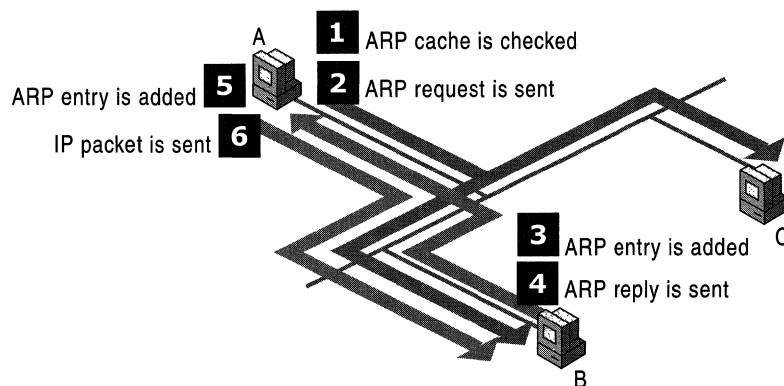 A
1 ARP cache is checked
2 ARP request is sent
5 ARP entry is added
6 IP packet is sent
C
3 ARP entry is added
4 ARP reply is sent
B